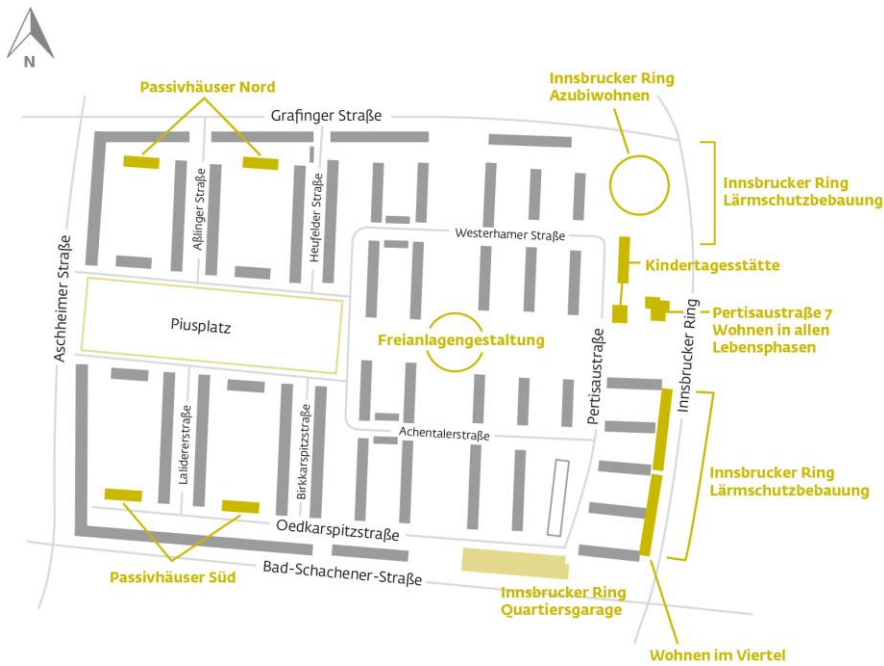 N
Passivhäuser Nord
Grafinger Straße
Innsbrucker Ring
Azubiwohnen
Innsbrucker Ring
Lärmschutzbebauung
Aßlinger Straße
Heufelder Straße
Westerhamer Straße
Kindertagesstätte
Aschheimer Straße
Piusplatz
Freianlagengestaltung
Pertisaustraße
Pertisaustraße 7
Wohnen in allen
Lebensphasen
Innsbrucker Ring
Lalidererstraße
Birkkarspitzstraße
Achentalerstraße
Innsbrucker Ring
Lärmschutzbebauung
Oedkarspitzstraße
Passivhäuser Süd
Bad-Schachener-Straße
Innsbrucker Ring
Quartiersgarage
Wohnen im Viertel